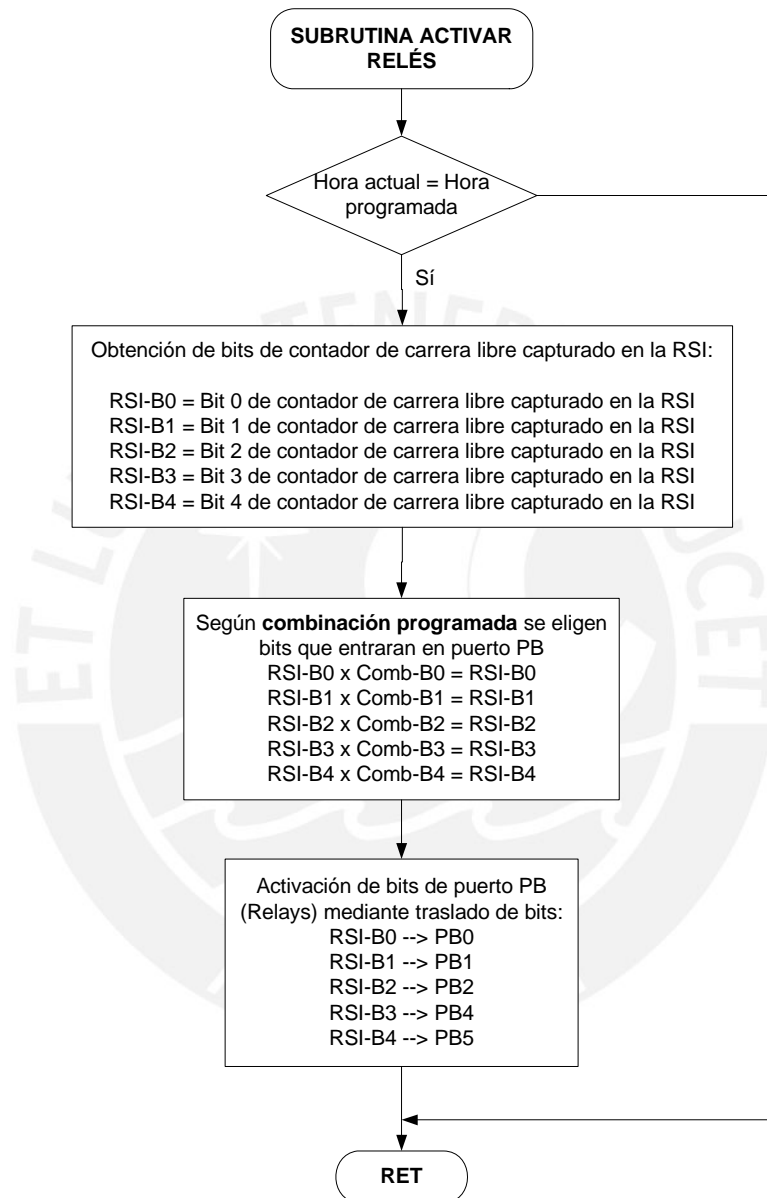 SUBRUTINA ACTIVAR
RELÉS
Hora actual = Hora
programada
Sí
Obtención de bits de contador de carrera libre capturado en la RSI:
RSI-B0 = Bit 0 de contador de carrera libre capturado en la RSI
RSI-B1 = Bit 1 de contador de carrera libre capturado en la RSI
RSI-B2 = Bit 2 de contador de carrera libre capturado en la RSI
RSI-B3 = Bit 3 de contador de carrera libre capturado en la RSI
RSI-B4 = Bit 4 de contador de carrera libre capturado en la RSI
Según combinación programada se eligen
bits que entraran en puerto PB
RSI-B0 x Comb-B0 = RSI-B0
RSI-B1 x Comb-B1 = RSI-B1
RSI-B2 x Comb-B2 = RSI-B2
RSI-B3 x Comb-B3 = RSI-B3
RSI-B4 x Comb-B4 = RSI-B4
Activación de bits de puerto PB
(Relays) mediante traslado de bits:
RSI-B0 --> PB0
RSI-B1 --> PB1
RSI-B2 --> PB2
RSI-B3 --> PB4
RSI-B4 --> PB5
RET